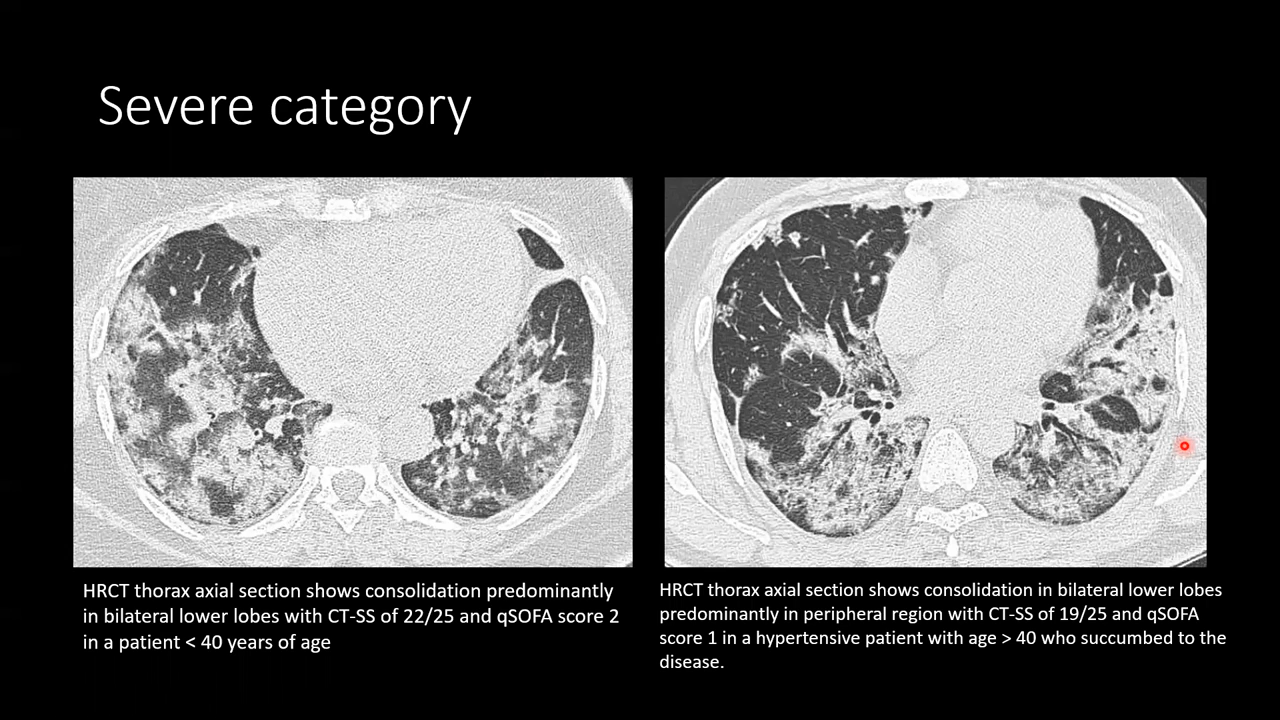 Severe category
HRCT thorax axial section shows consolidation predominantly
in bilateral lower lobes with CT-SS of 22/25 and qSOFA score 2
in a patient < 40 years of age
HRCT thorax axial section shows consolidation in bilateral lower lobes
predominantly in peripheral region with CT-SS of 19/25 and qSOFA
score 1 in a hypertensive patient with age > 40 who succumbed to the
disease.